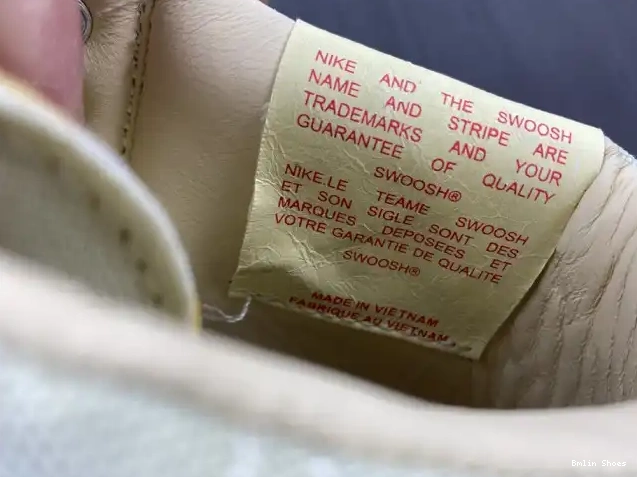 NIKE AND THE SWOOSH
NAME AND STRIPE ARE
TRADEMARKS AND YOUR
GUARANTEE OF QUALITY
SWOOSH®
NIKE.LE TEAME SWOOSH
ET SON SIGLE SONT DES
MARQUES DEPOSEES ET
VOTRE GARANTIE DE QUALITE
SWOOSH®
MADE IN VIETNAM
FABRIQUE AU VIETNAM
Dmlin Shoes